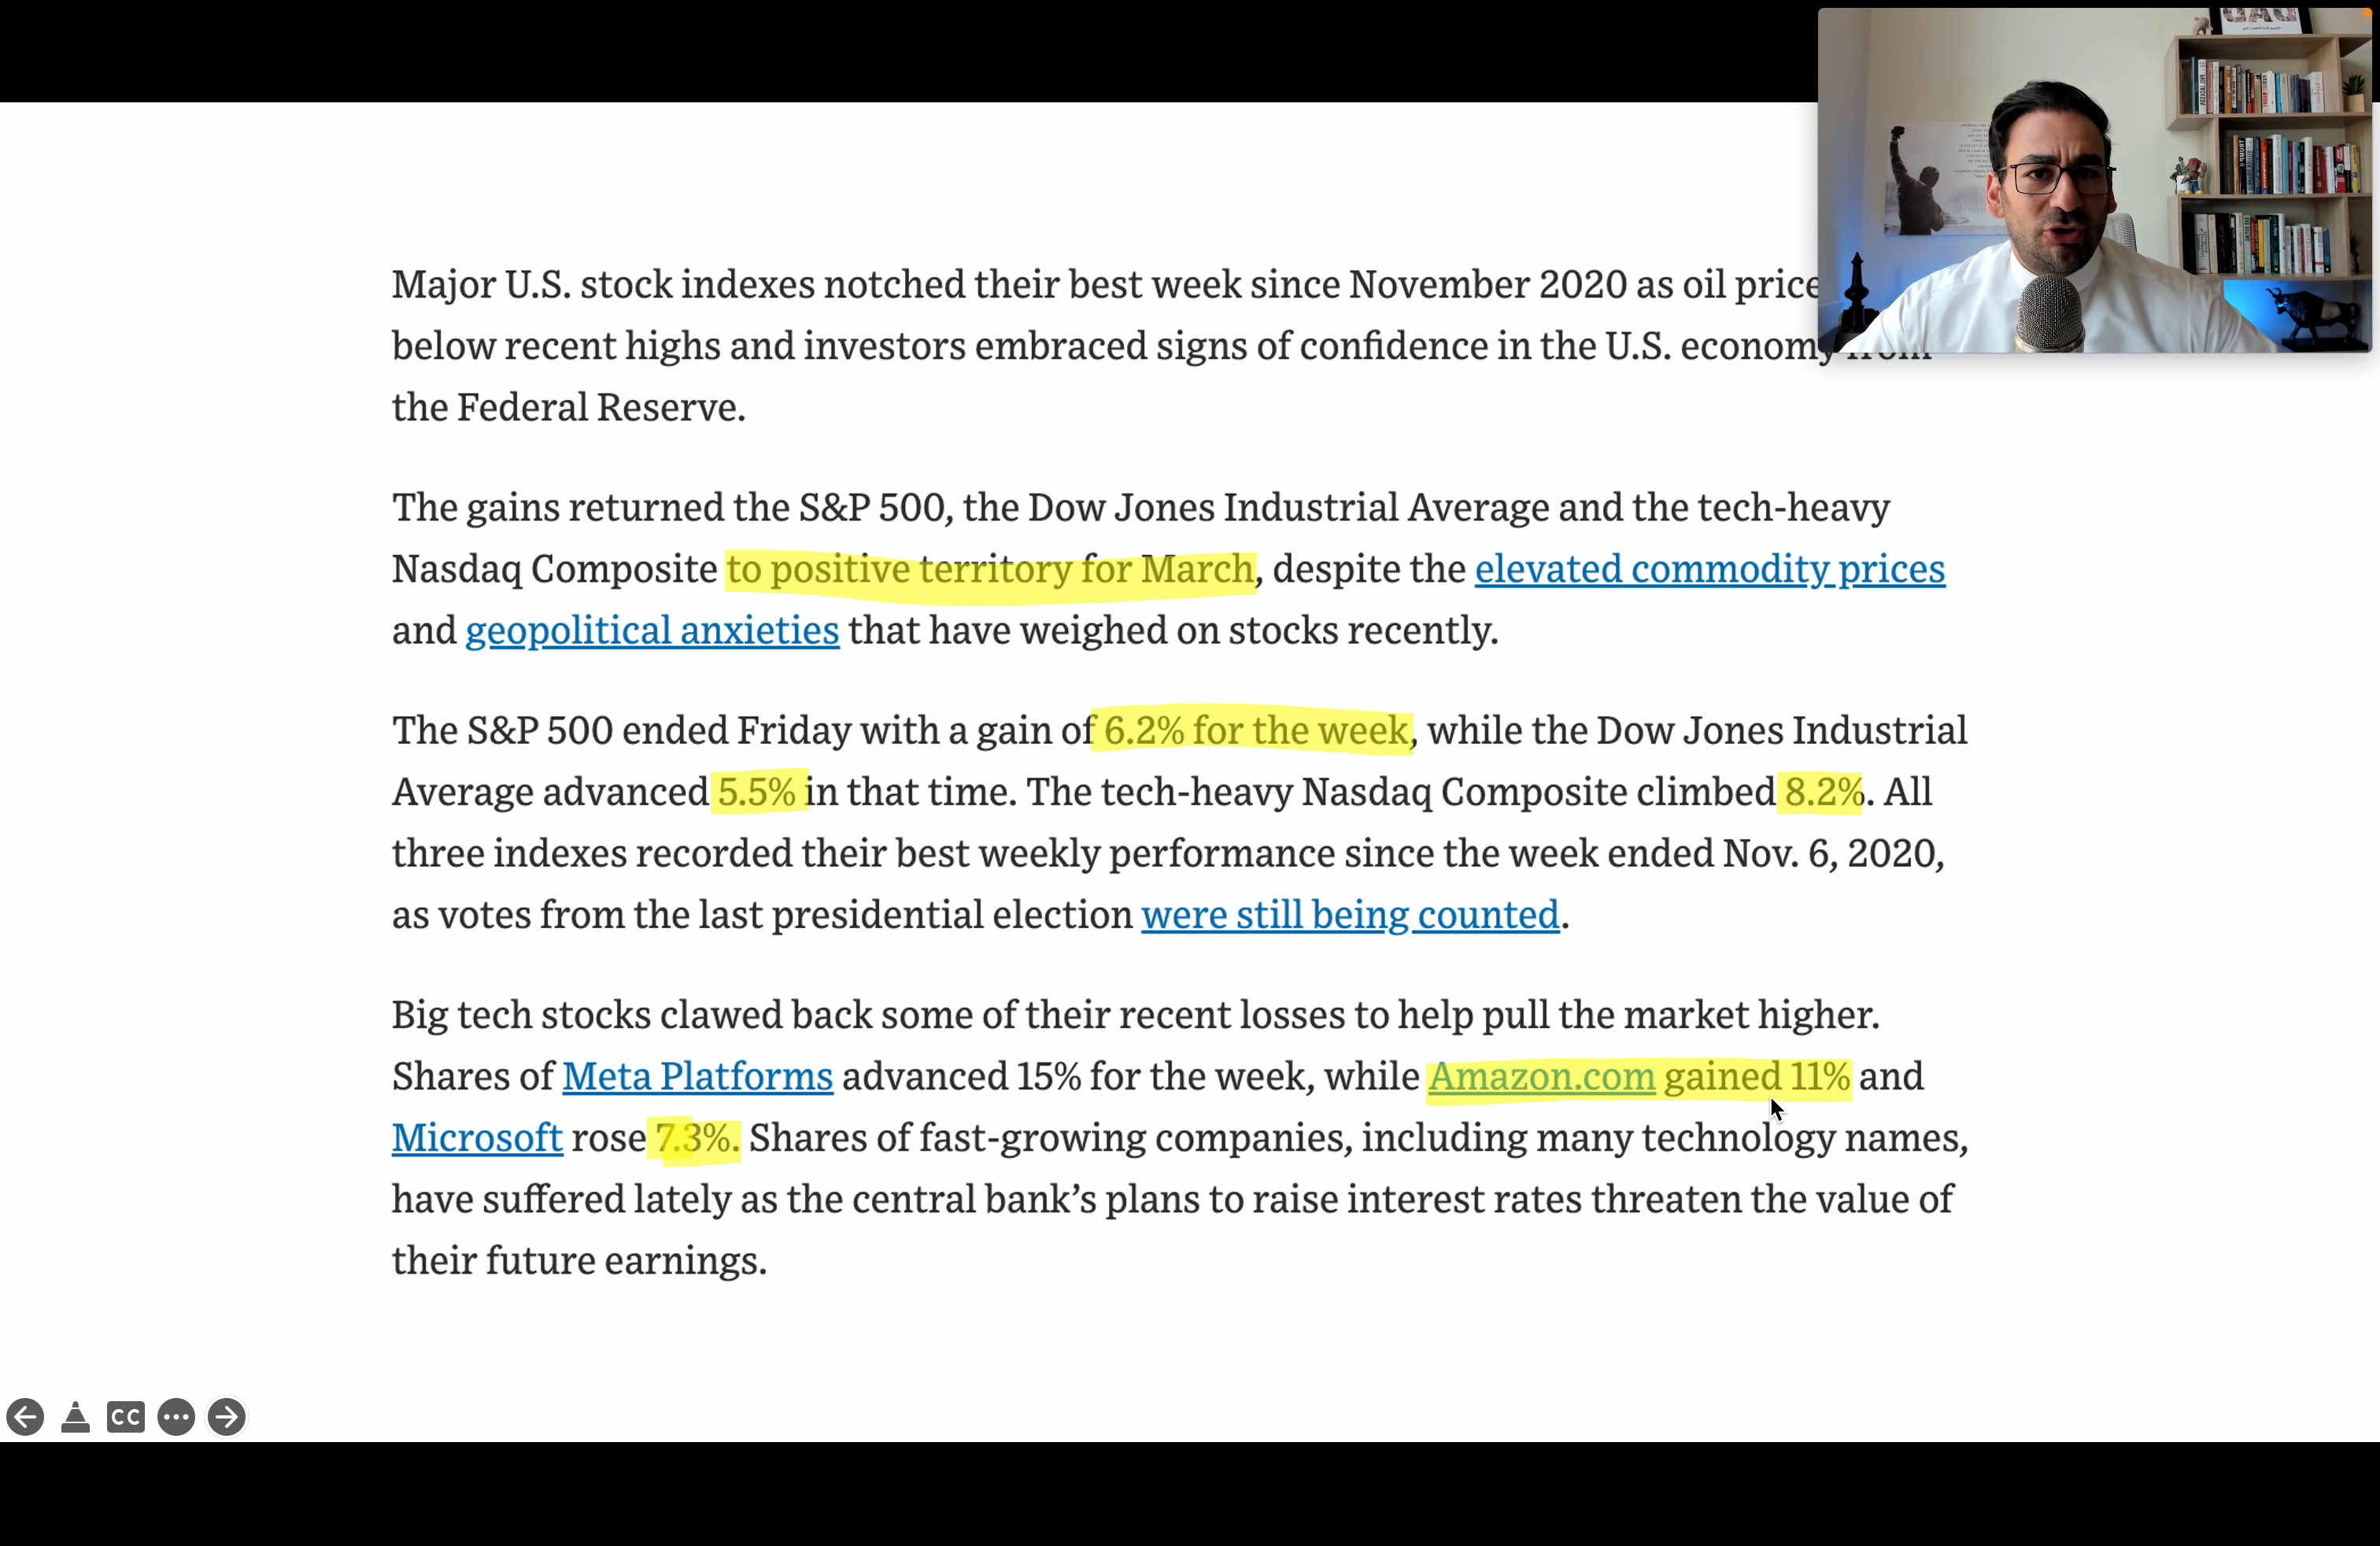 Major U.S. stock indexes notched their best week since November 2020 as oil
below recent highs and investors embraced signs of confidence in the U.S. economy from
the Federal Reserve.
The gains returned the S&P 500, the Dow Jones Industrial Average and the tech-heavy
Nasdaq Composite to positive territory for March, despite the elevated commodity prices
and geopolitical anxieties that have weighed on stocks recently.
The S&P 500 ended Friday with a gain of 6.2% for the week, while the Dow Jones Industrial
Average advanced 5.5% in that time. The tech-heavy Nasdaq Composite climbed 8.2%. All
three indexes recorded their best weekly performance since the week ended Nov. 6, 2020,
as votes from the last presidential election were still being counted.
Big tech stocks clawed back some of their recent losses to help pull the market higher.
Shares of Meta Platforms advanced 15% for the week, while Amazon.com gained 11% and
Microsoft rose 7.3%. Shares of fast-growing companies, including many technology names,
have suffered lately as the central bank’s plans to raise interest rates threaten the value of
their future earnings.
CC